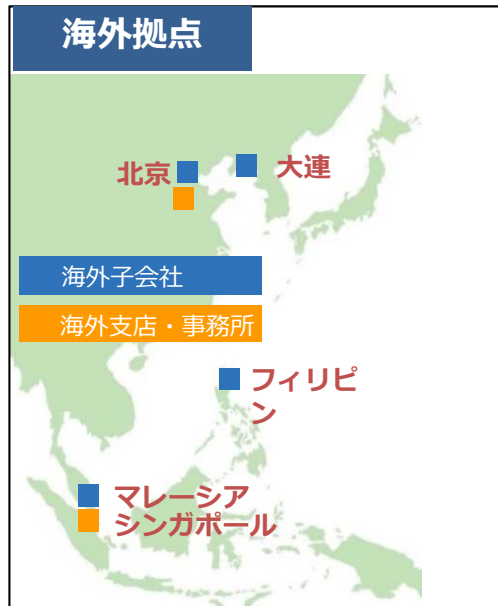 海外拠点
北京
大連
海外子会社
海外支店・事務所
フィリピ
ン
マレーシア
シンガポール